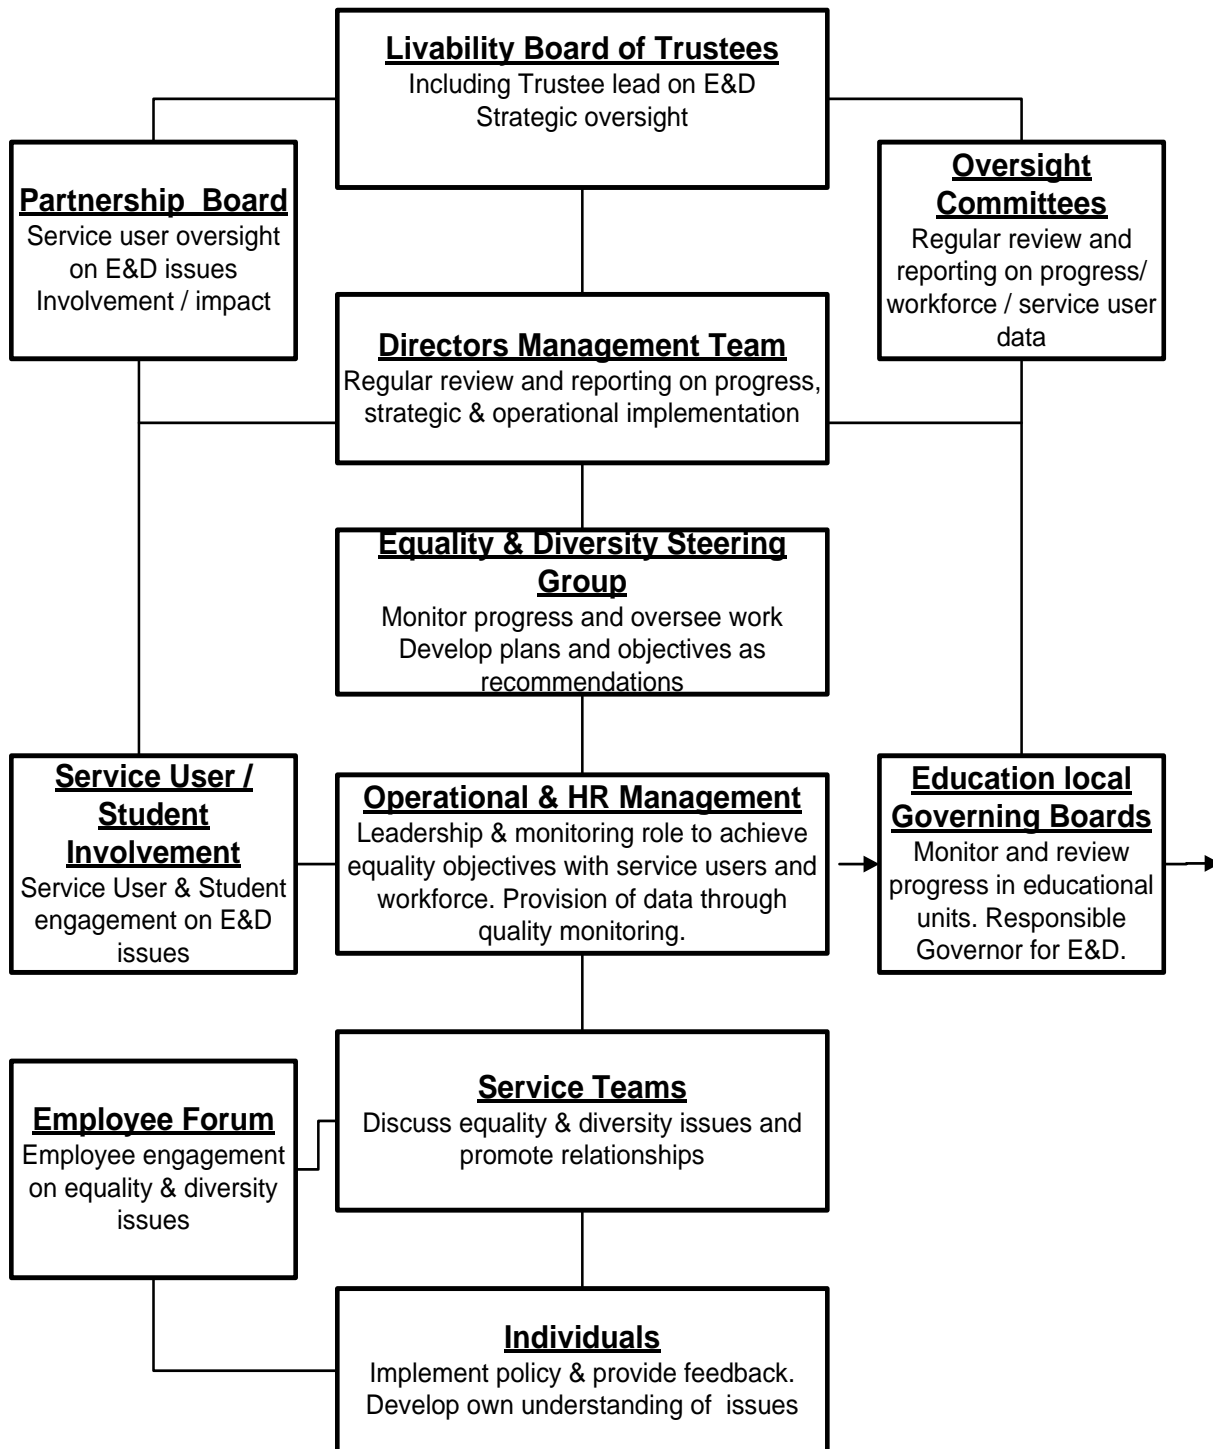 Livability Board of Trustees
Including Trustee lead on E&D
Strategic oversight
Partnership  Board
Service user oversight
on E&D issues
Involvement / impact
Oversight
Committees
Regular review and
reporting on progress/
workforce / service user
data
Directors Management Team
Regular review and reporting on progress,
strategic & operational implementation
Equality & Diversity Steering
Group
Monitor progress and oversee work
Develop plans and objectives as
recommendations
Service User /
Student
Involvement
Service User & Student
engagement on E&D
issues
Operational & HR Management
Leadership & monitoring role to achieve
equality objectives with service users and
workforce. Provision of data through
quality monitoring.
Education local
Governing Boards
Monitor and review
progress in educational
units. Responsible
Governor for E&D.
Employee Forum
Employee engagement
on equality & diversity
issues
Service Teams
Discuss equality & diversity issues and
promote relationships
Individuals
Implement policy & provide feedback.
Develop own understanding of  issues